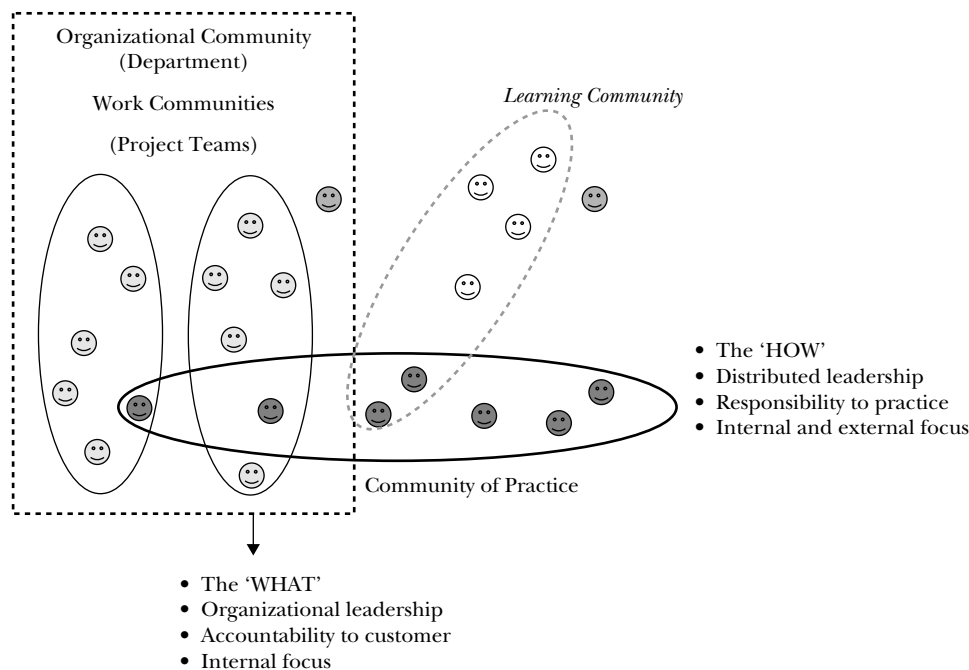 Organizational Community
(Department)
Work Communities
(Project Teams)
Learning Community
• The ‘HOW’
• Distributed leadership
• Responsibility to practice
• Internal and external focus
Community of Practice
• The ‘WHAT’
• Organizational leadership
• Accountability to customer
• Internal focus